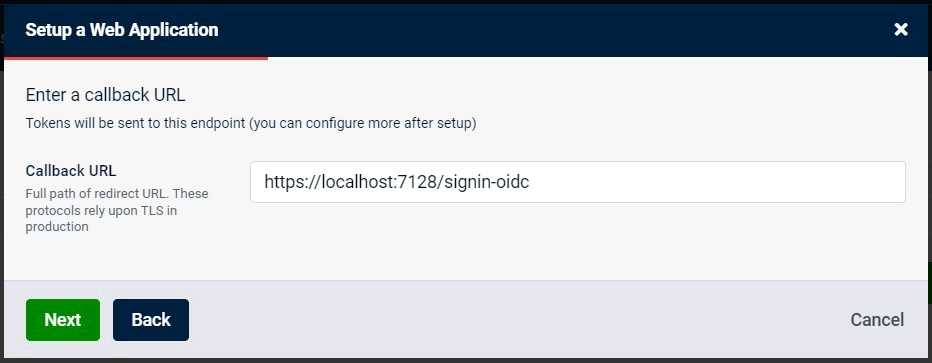 Setup a Web Application
Enter a callback URL
Tokens will be sent to this endpoint (you can configure more after setup)
Callback URL
https://localhost:7128/signin-oidc
Full path of redirect URL. These
protocols rely upon TLS in
production
Next
Back
Cancel